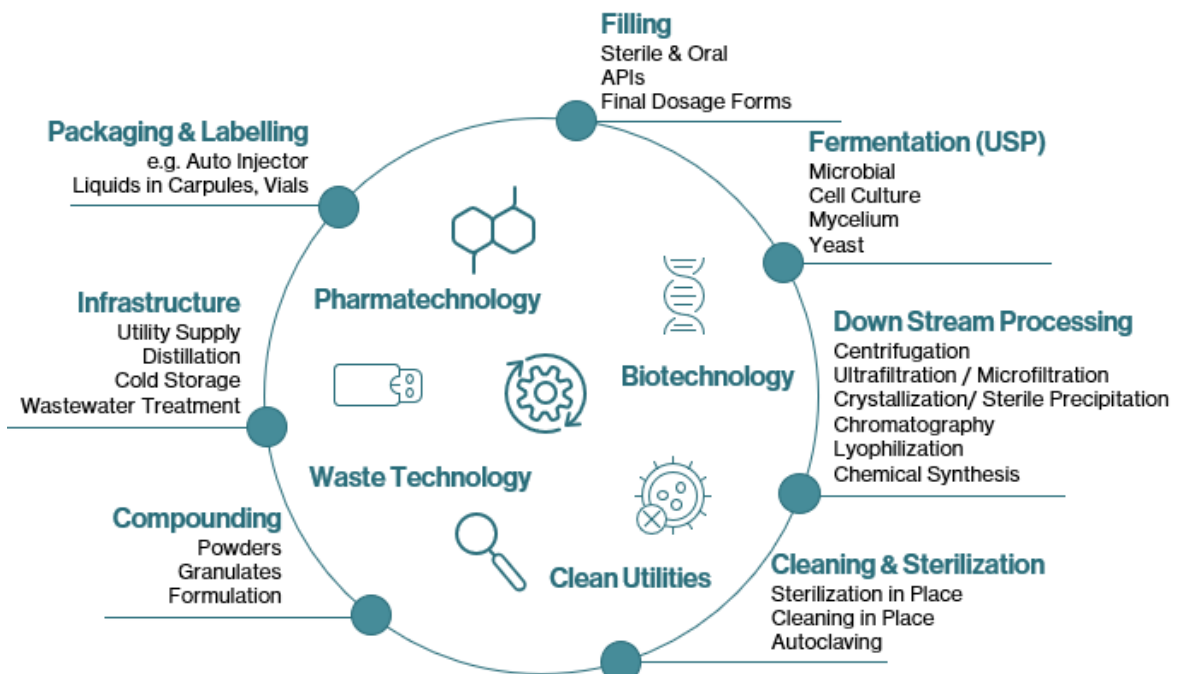 Filling
Sterile & Oral
APIs
Final Dosage Forms
Packaging & Labelling
e.g. Auto Injector
Liquids in Carpules, Vials
Fermentation (USP)
Microbial
Cell Culture
Mycelium
Yeast
Infrastructure
Utility Supply
Distillation
Cold Storage
Wastewater Treatment
Pharmatechnology
Biotechnology
Down Stream Processing
Centrifugation
Ultrafiltration / Microfiltration
Crystallization/ Sterile Precipitation
Chromatography
Lyophilization
Chemical Synthesis
Waste Technology
Clean Utilities
Compounding
Powders
Granulates
Formulation
Cleaning & Sterilization
Sterilization in Place
Cleaning in Place
Autoclaving